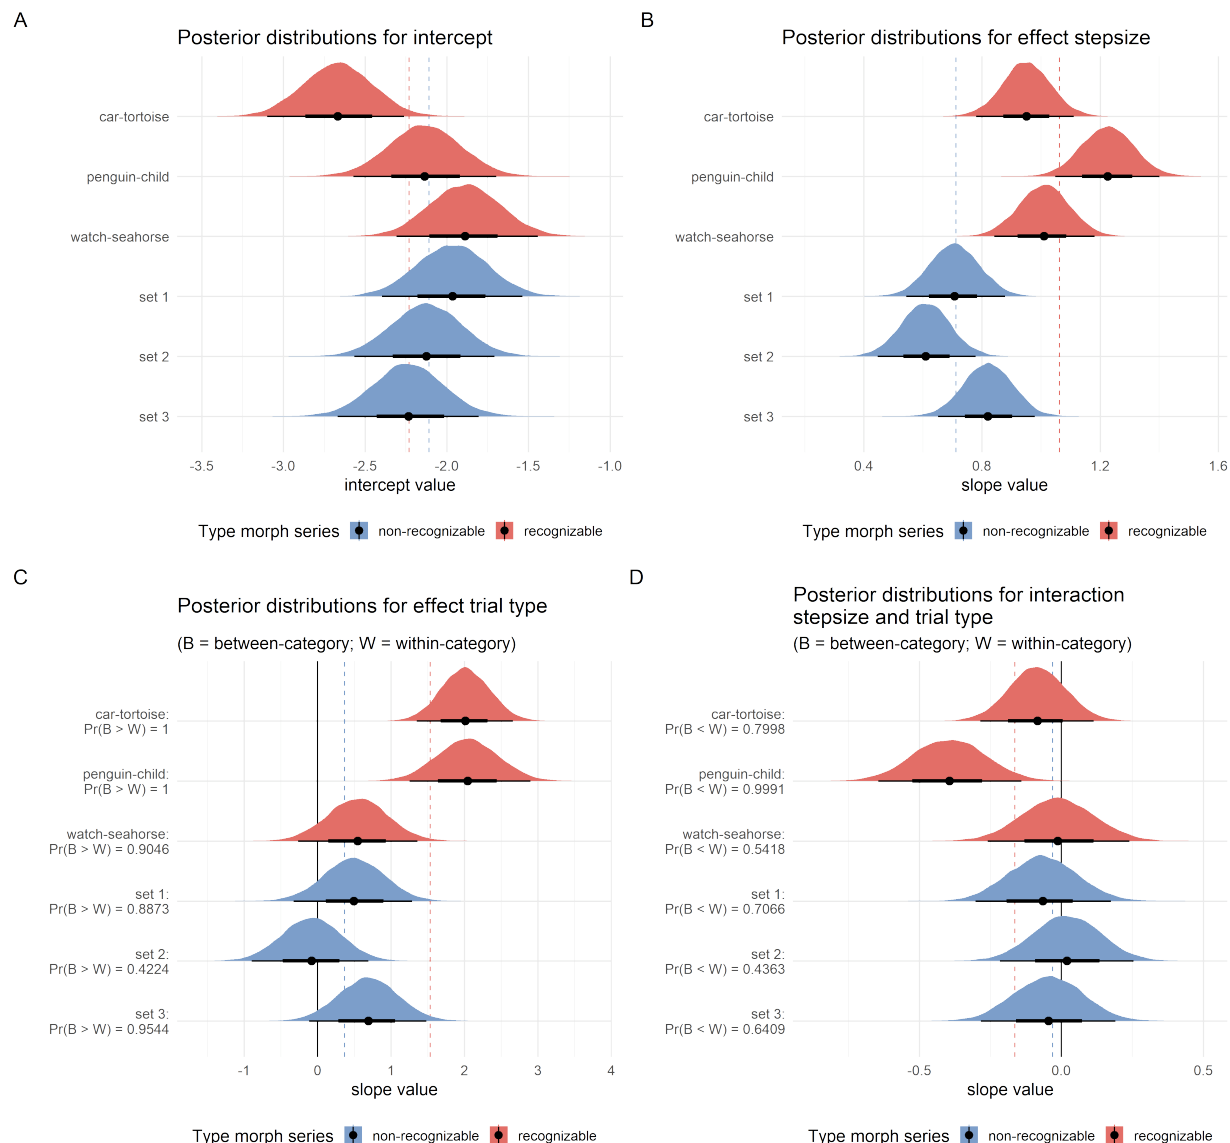 A
Posterior distributions for intercept
car-tortoise
penguin-child
watch-seahorse
set 1
set 2
set 3
-3.5 -3.0 -2.5 -2.0 -1.5 -1.0
intercept value
Type morph series non-recognizable recognizable
B
Posterior distributions for effect stepsize
car-tortoise
penguin-child
watch-seahorse
set 1
set 2
set 3
0.4 0.8 1.2 1.6
slope value
Type morph series non-recognizable recognizable
C
Posterior distributions for effect trial type
(B = between-category; W = within-category)
car-tortoise:
Pr(B > W) = 1
penguin-child:
Pr(B > W) = 1
watch-seahorse:
Pr(B > W) = 0.9046
set 1:
Pr(B > W) = 0.8873
set 2:
Pr(B > W) = 0.4224
set 3:
Pr(B > W) = 0.9544
-1 0 1 2 3 4
slope value
Type morph series non-recognizable recognizable
D
Posterior distributions for interaction
stepsize and trial type
(B = between-category; W = within-category)
car-tortoise:
Pr(B < W) = 0.7998
penguin-child:
Pr(B < W) = 0.9991
watch-seahorse:
Pr(B < W) = 0.5418
set 1:
Pr(B < W) = 0.7066
set 2:
Pr(B < W) = 0.4363
set 3:
Pr(B < W) = 0.6409
-0.5 0.0 0.5
slope value
Type morph series non-recognizable recognizable